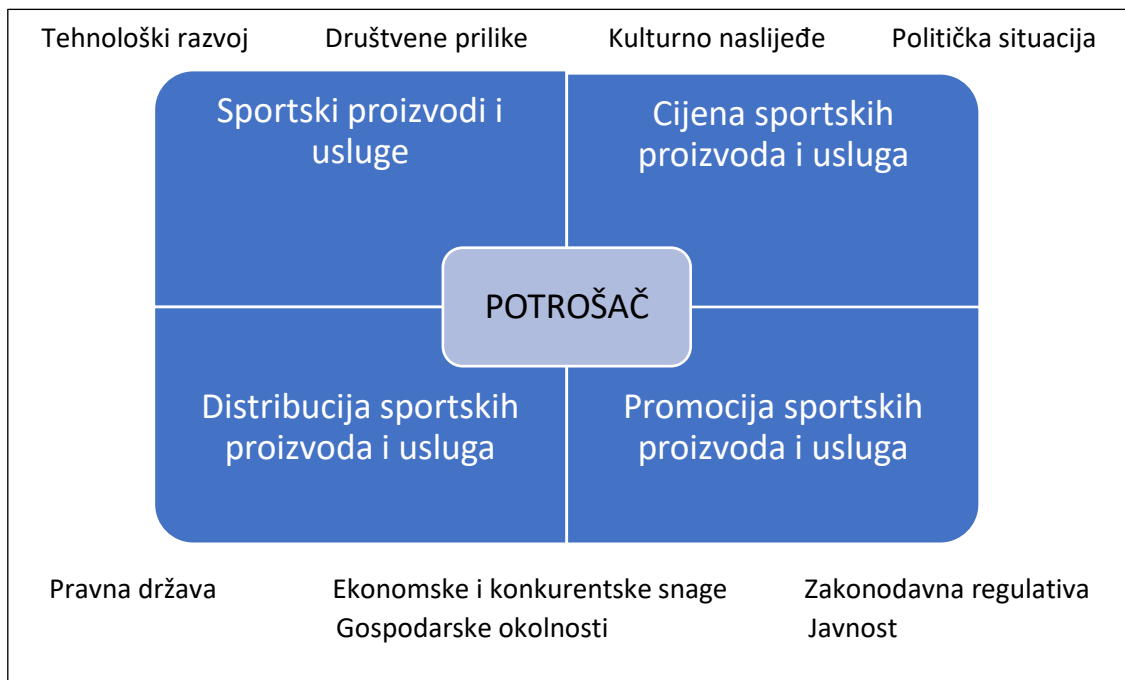 Tehnološki razvoj Društvene prilike Kulturno naslijeđe Politička situacija
Sportski proizvodi i
usluge
Cijena sportskih
proizvoda i usluga
POTROŠAČ
Distribucija sportskih
proizvoda i usluga
Promocija sportskih
proizvoda i usluga
Pravna država Ekonomske i konkurentske snage Zakonodavna regulativa
Gospodarske okolnosti Javnost